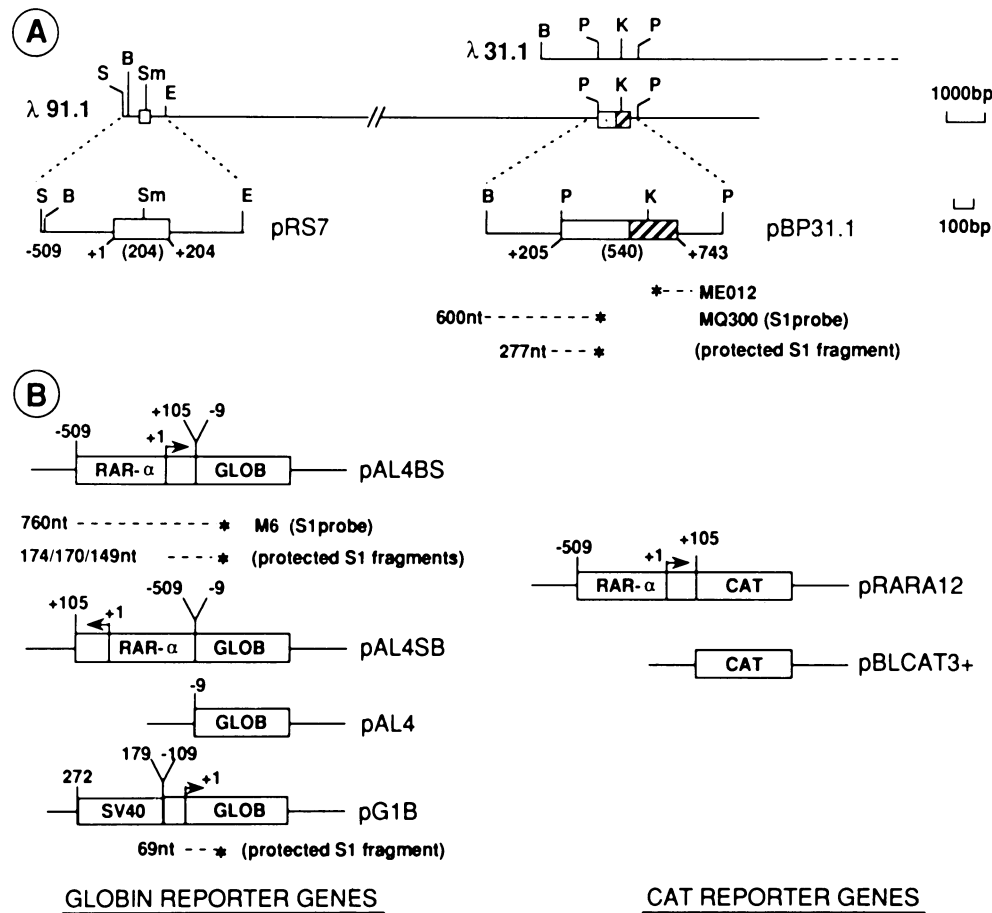 A
λ 31.1
B P K P
λ 91.1
S B Sm E
P K P
1000bp
S B Sm E
pRS7
-509 +1 (204) +204
B P K P
pBP31.1
+205 (540) +743
100bp
*--- ME012
600nt-------------* MQ300 (S1probe)
277nt---* (protected S1 fragment)
B
-509 +1 +105 -9
RAR-α GLOB pAL4BS
760nt ------------- * M6 (S1probe)
174/170/149nt ---* (protected S1 fragments)
+105 +1 -509 -9
RAR-α GLOB pAL4SB
-9
GLOB pAL4
272 179 -109 +1
SV40 GLOB pG1B
69nt --* (protected S1 fragment)
GLOBIN REPORTER GENES
-509 +1 +105
RAR-α CAT pRARA12
CAT pBLCAT3+
CAT REPORTER GENES